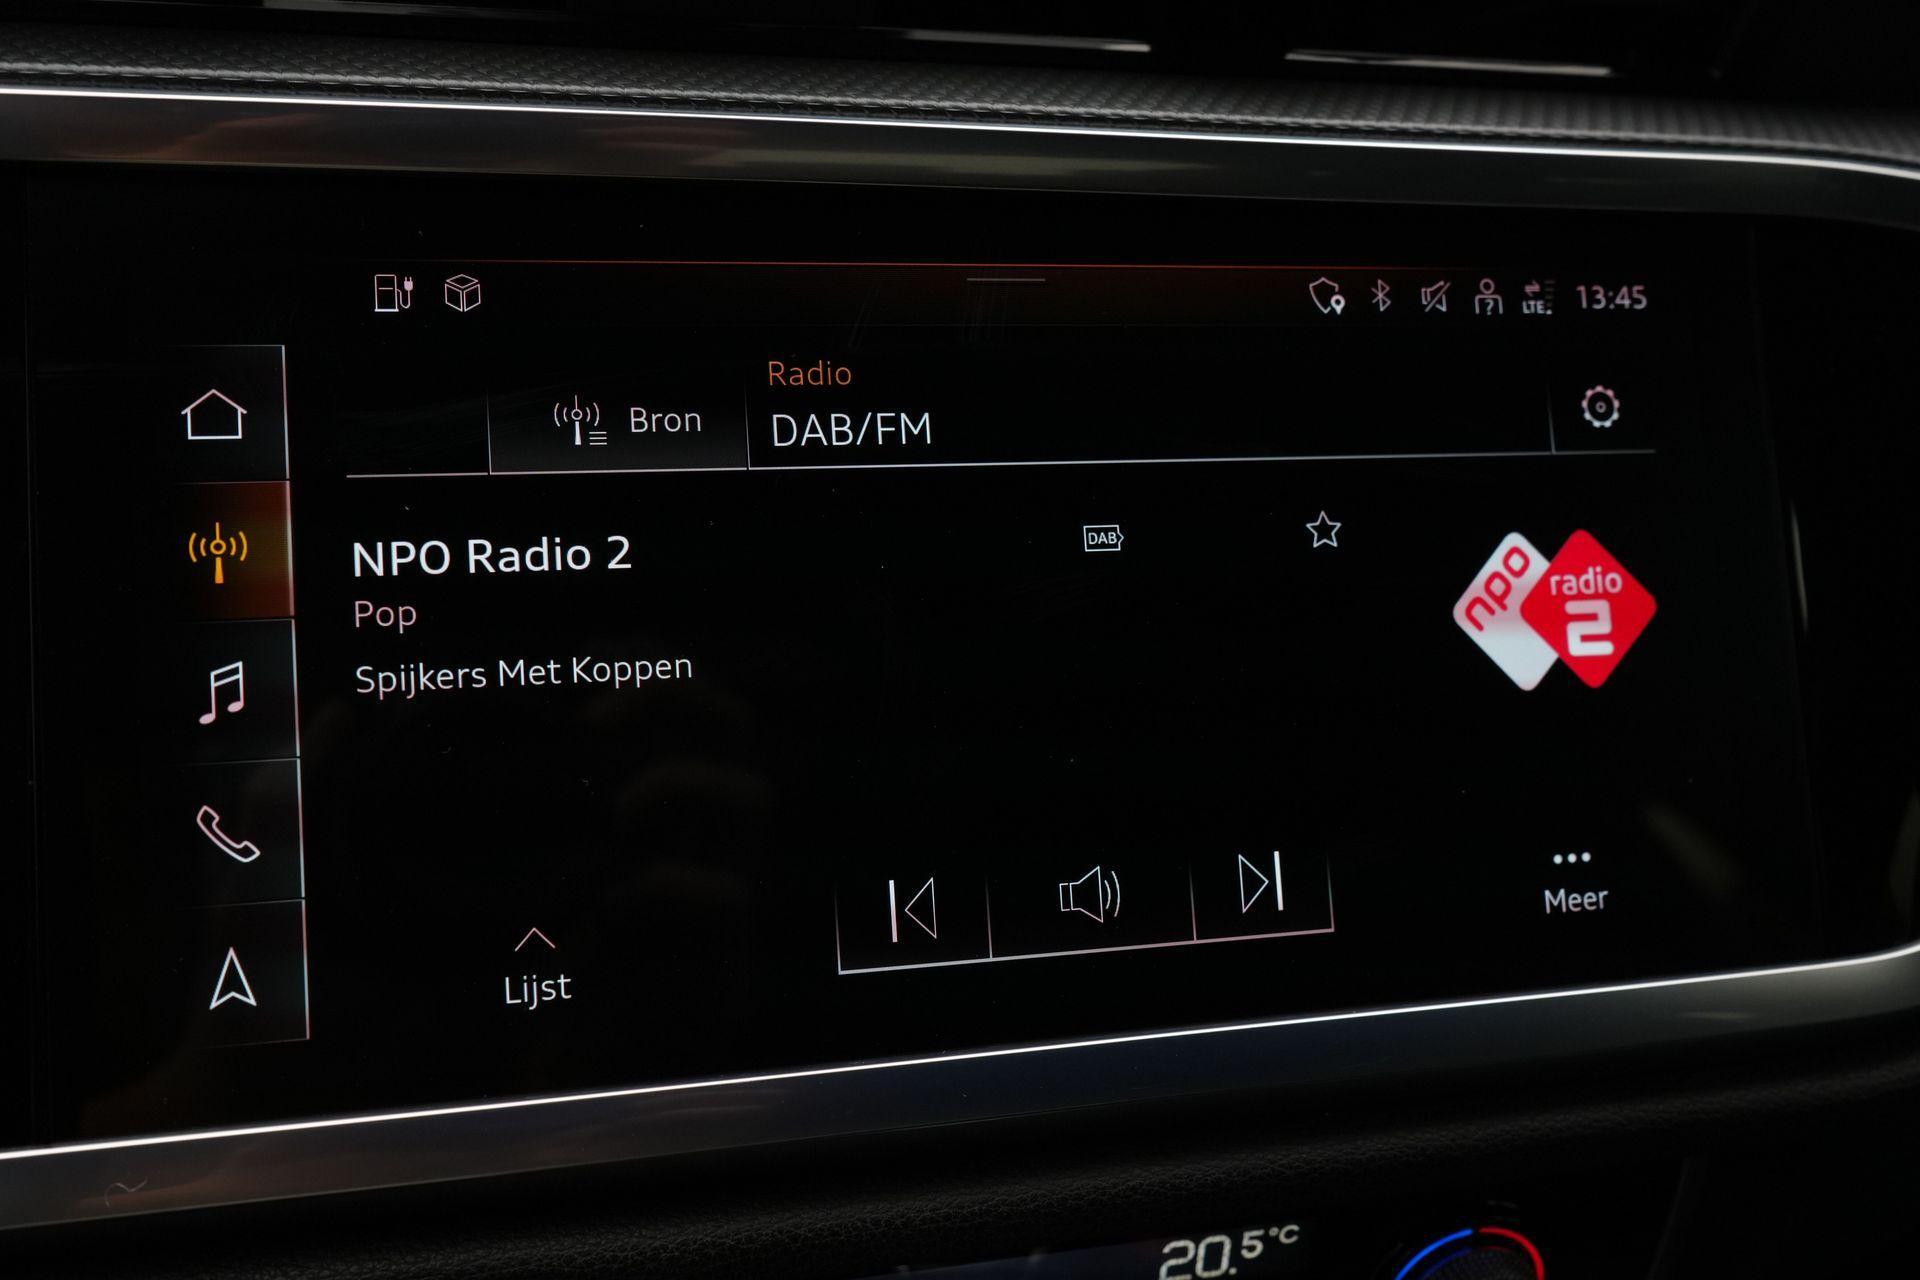 LTE
13:45
Radio
Bron
DAB/FM
NPO Radio 2
DAB
npo
radio
2
Pop
Spijkers Met Koppen
Meer
Lijst
20.5°C